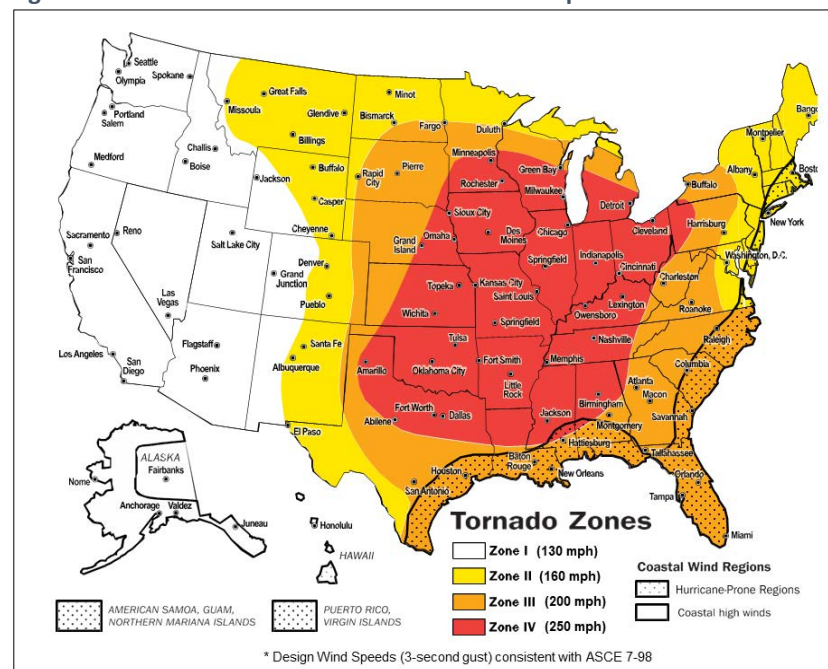 Seattle
Olympia
Spokane
Portland
Salem
Medford
Great Falls
Missoula
Glendive
Billings
Minot
Bismarck
Fargo
Duluth
Bango
Montpelier
Challis
Boise
Jackson
Buffalo
Casper
Cheyenne
Rapid City
Pierre
Minneapolis
Rochester
Green Bay
Milwaukee
Detroit
Buffalo
Albany
Bosto
New York
Sioux City
Omaha
Grand Island
Des Moines
Chicago
Cleveland
Harrisburg
Washington, D.C.
Sacramento
Reno
San Francisco
Salt Lake City
Denver
Grand Junction
Pueblo
Topeka
Kansas City
Saint Louis
Springfield
Indianapolis
Cincinnati
Charleston
Roanoke
Raleigh
Las Vegas
Wichita
Springfield
Owensboro
Lexington
Nashville
Los Angeles
San Diego
Flagstaff
Phoenix
Santa Fe
Albuquerque
Amarillo
Tulsa
Oklahoma City
Fort Smith
Little Rock
Memphis
Columbia
Atlanta
Macon
Savannah
El Paso
Abilene
Fort Worth
Dallas
Jackson
Birmingham
Montgomery
Hattiesburg
Tallahassee
Baton Rouge
New Orleans
Houston
San Antonio
Orlando
Tampa
Miami
ALASKA
Fairbanks
Nome
Anchorage
Valdez
Juneau
Honolulu
HAWAII
Tornado Zones
Zone I (130 mph)
Zone II (160 mph)
Zone III (200 mph)
Zone IV (250 mph)
Coastal Wind Regions
Hurricane-Prone Regions
Coastal high winds
AMERICAN SAMOA, GUAM,
NORTHERN MARIANA ISLANDS
PUERTO RICO,
VIRGIN ISLANDS
* Design Wind Speeds (3-second gust) consistent with ASCE 7-98